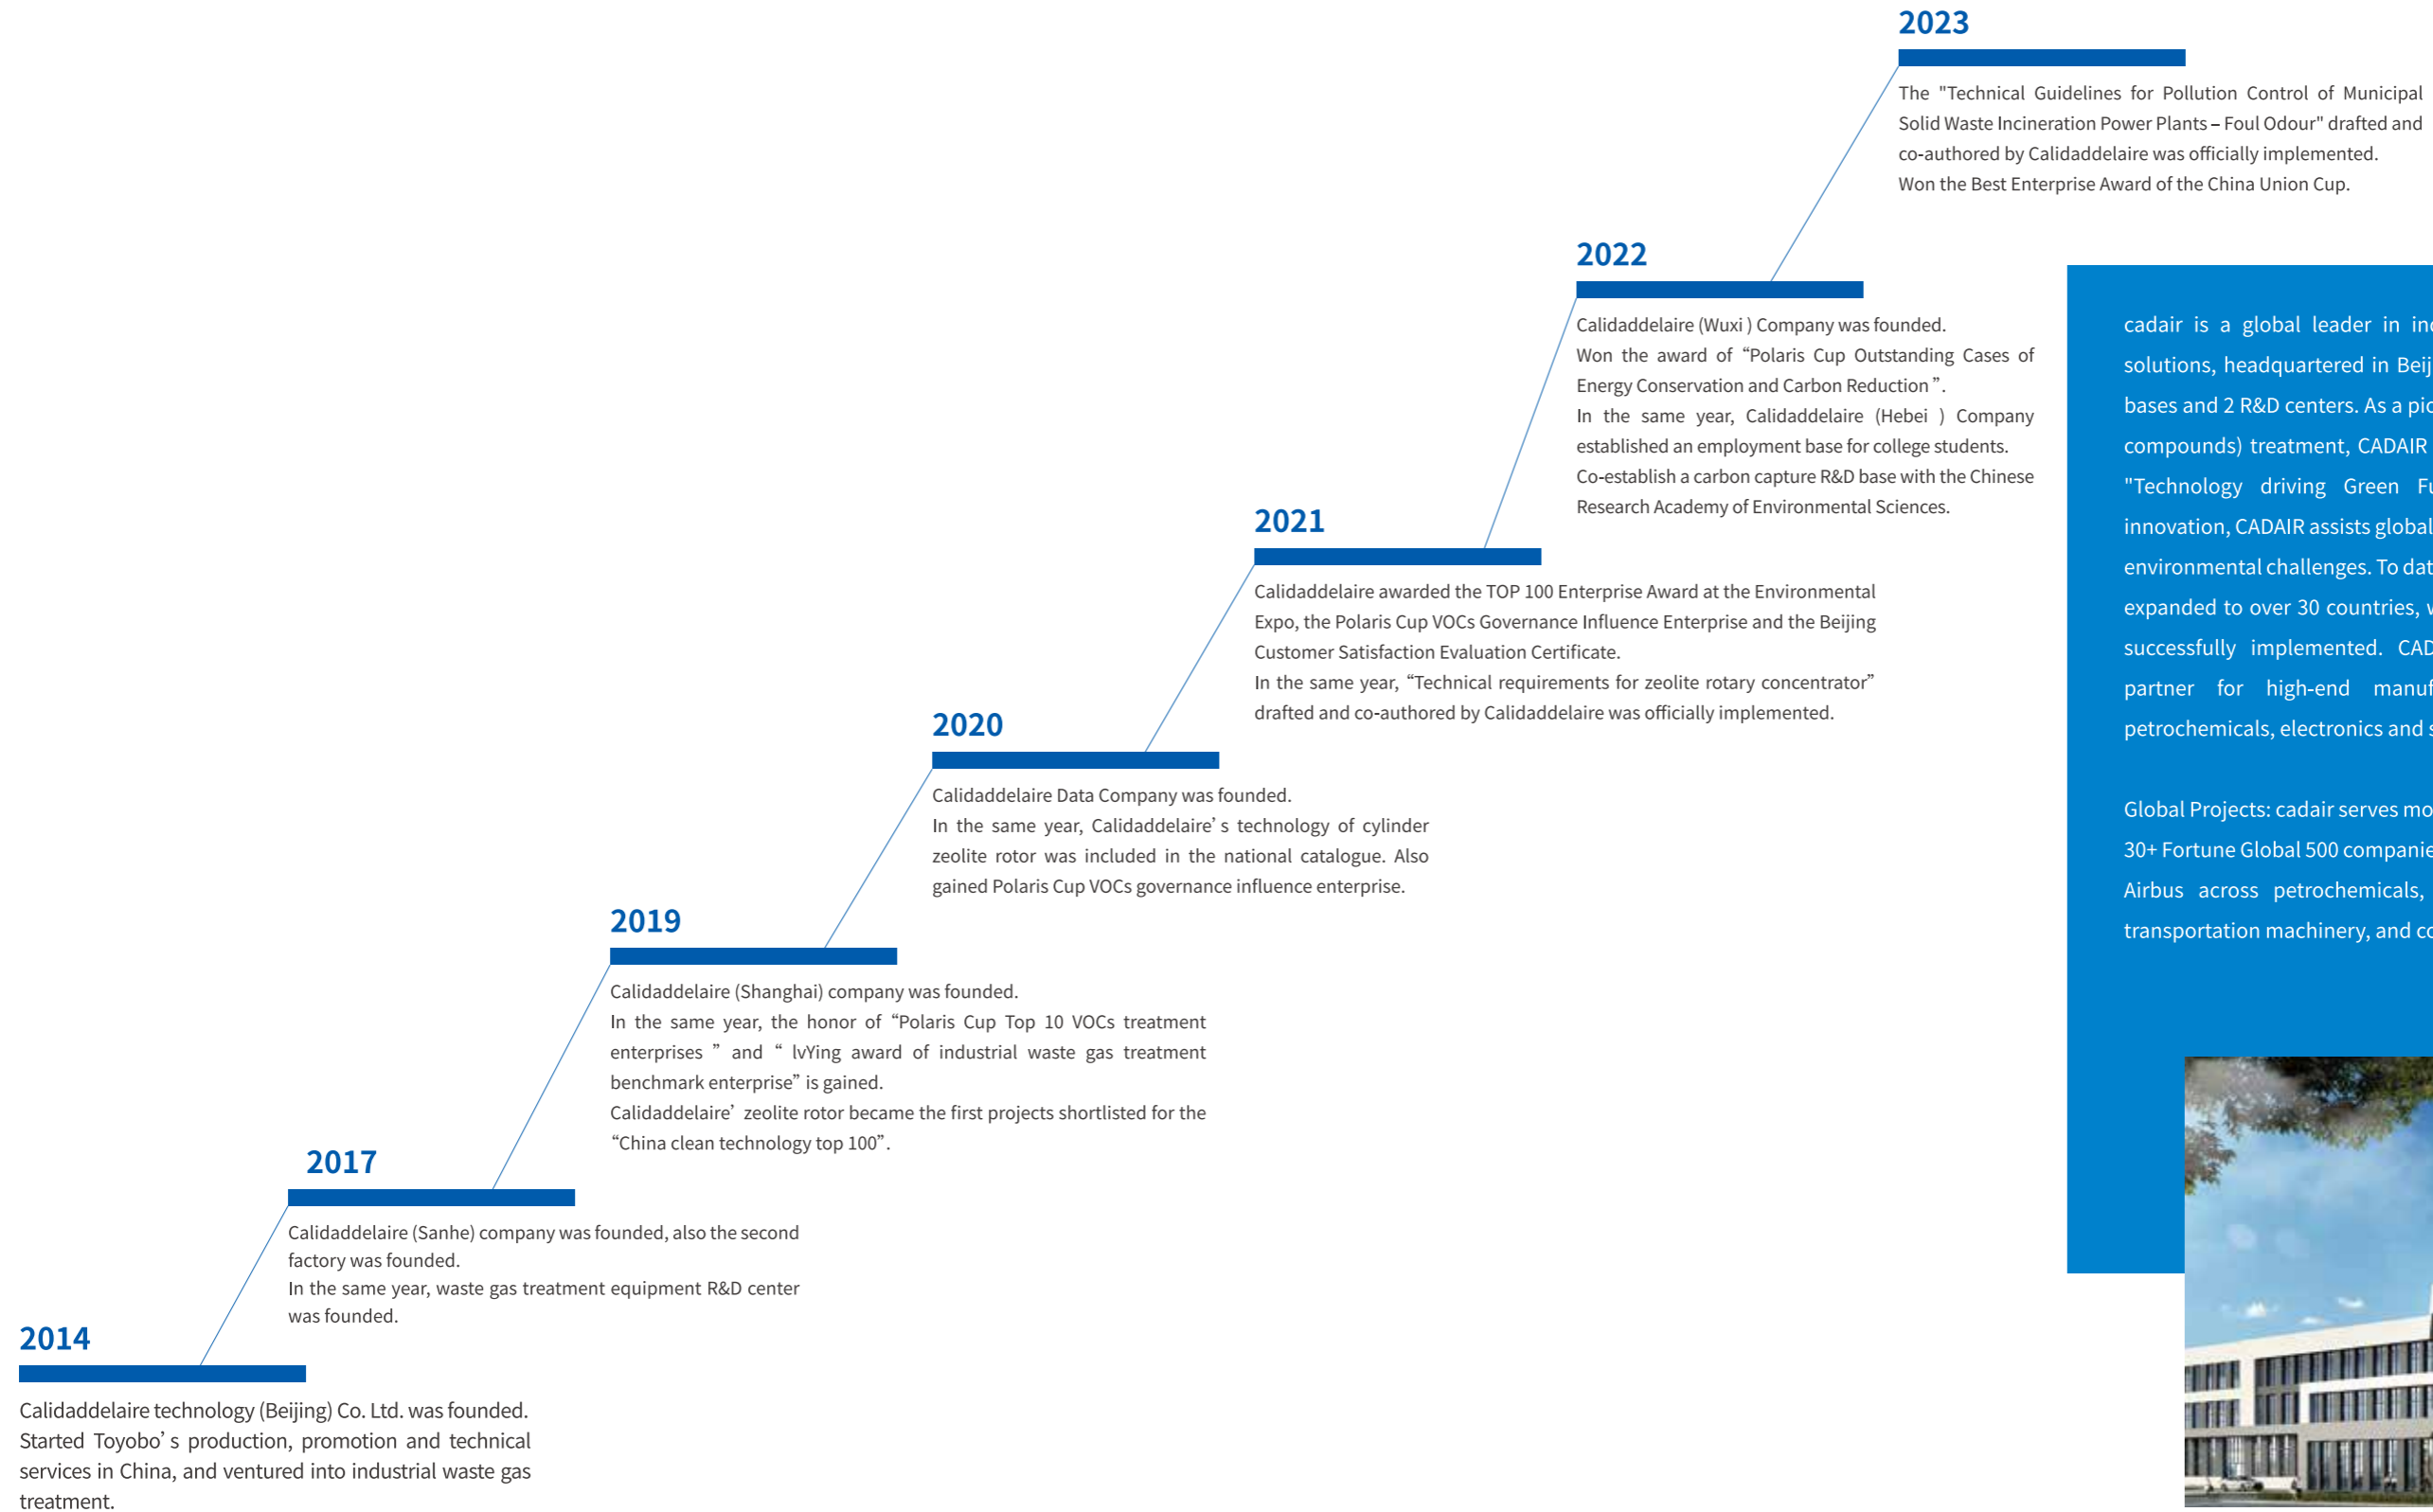 2023
The "Technical Guidelines for Pollution Control of Municipal
Solid Waste Incineration Power Plants – Foul Odour" drafted and
co-authored by Calidaddelaire was officially implemented.
Won the Best Enterprise Award of the China Union Cup.
2022
Calidaddelaire (Wuxi ) Company was founded.
Won the award of “Polaris Cup Outstanding Cases of
Energy Conservation and Carbon Reduction ”.
In the same year, Calidaddelaire (Hebei ) Company
established an employment base for college students.
Co-establish a carbon capture R&D base with the Chinese
Research Academy of Environmental Sciences.
2021
Calidaddelaire awarded the TOP 100 Enterprise Award at the Environmental
Expo, the Polaris Cup VOCs Governance Influence Enterprise and the Beijing
Customer Satisfaction Evaluation Certificate.
In the same year, “Technical requirements for zeolite rotary concentrator”
drafted and co-authored by Calidaddelaire was officially implemented.
2020
Calidaddelaire Data Company was founded.
In the same year, Calidaddelaire’ s technology of cylinder
zeolite rotor was included in the national catalogue. Also
gained Polaris Cup VOCs governance influence enterprise.
2019
Calidaddelaire (Shanghai) company was founded.
In the same year, the honor of “Polaris Cup Top 10 VOCs treatment
enterprises ” and “ lvYing award of industrial waste gas treatment
benchmark enterprise” is gained.
Calidaddelaire’ zeolite rotor became the first projects shortlisted for the
“China clean technology top 100”.
2017
Calidaddelaire (Sanhe) company was founded, also the second
factory was founded.
In the same year, waste gas treatment equipment R&D center
was founded.
2014
Calidaddelaire technology (Beijing) Co. Ltd. was founded.
Started Toyobo’ s production, promotion and technical
services in China, and ventured into industrial waste gas
treatment.
cadair is a global leader in
solutions, headquartered in
bases and 2 R&D centers. As a
compounds) treatment, CADAIR
"Technology driving Green
innovation, CADAIR assists global
environmental challenges. To
expanded to over 30 countries,
successfully implemented.
partner for high-end
petrochemicals, electronics and
Global Projects: cadair serves
30+ Fortune Global 500
Airbus across petrochemicals,
transportation machinery, and